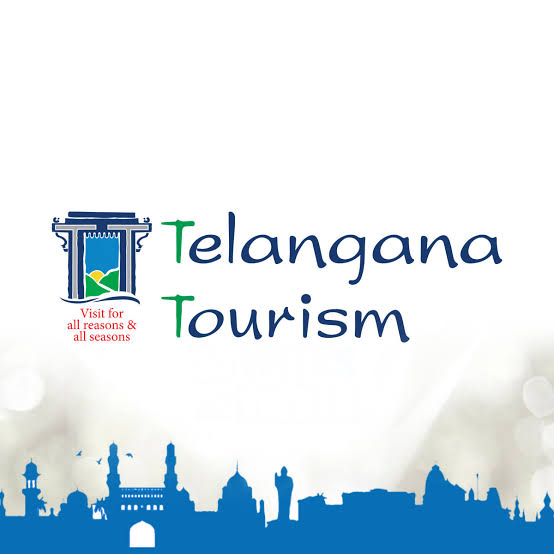 Telangana
Tourism
Visit for
all reasons &
all seasons